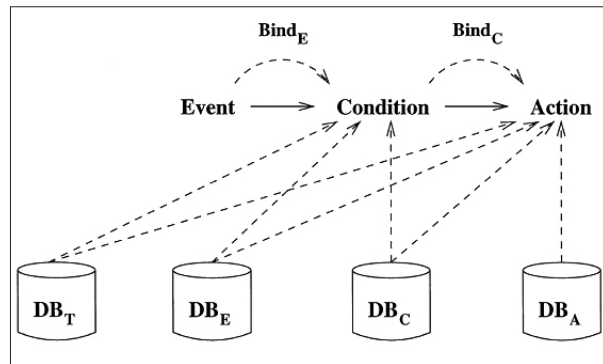 Bind_E Bind_C
Event Condition Action
DB_T DB_E DB_C DB_A